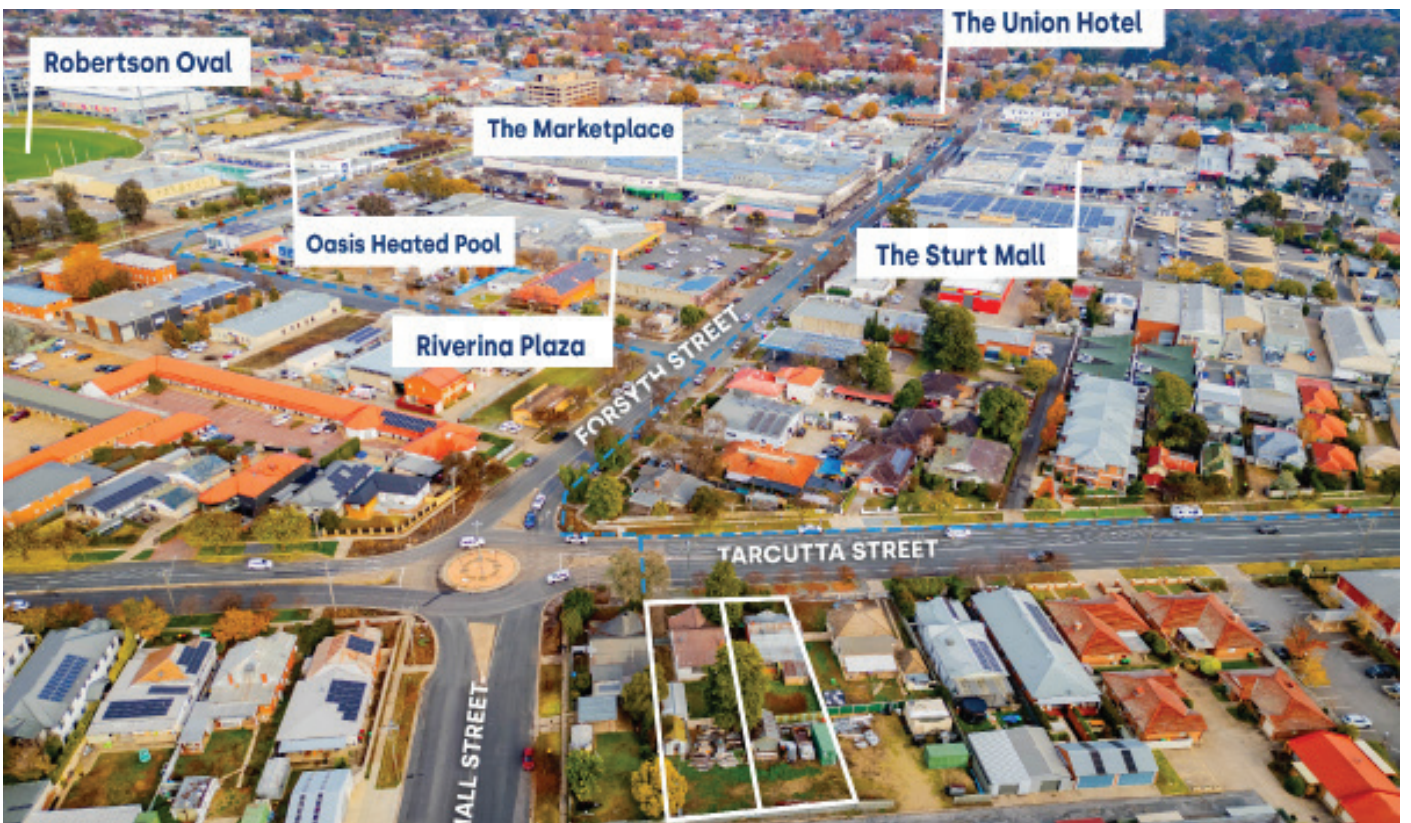 The Union Hotel
Robertson Oval
The Marketplace
Oasis Heated Pool
The Sturt Mall
Riverina Plaza
FORSYTH STREET
TARCUTTA STREET
STREET